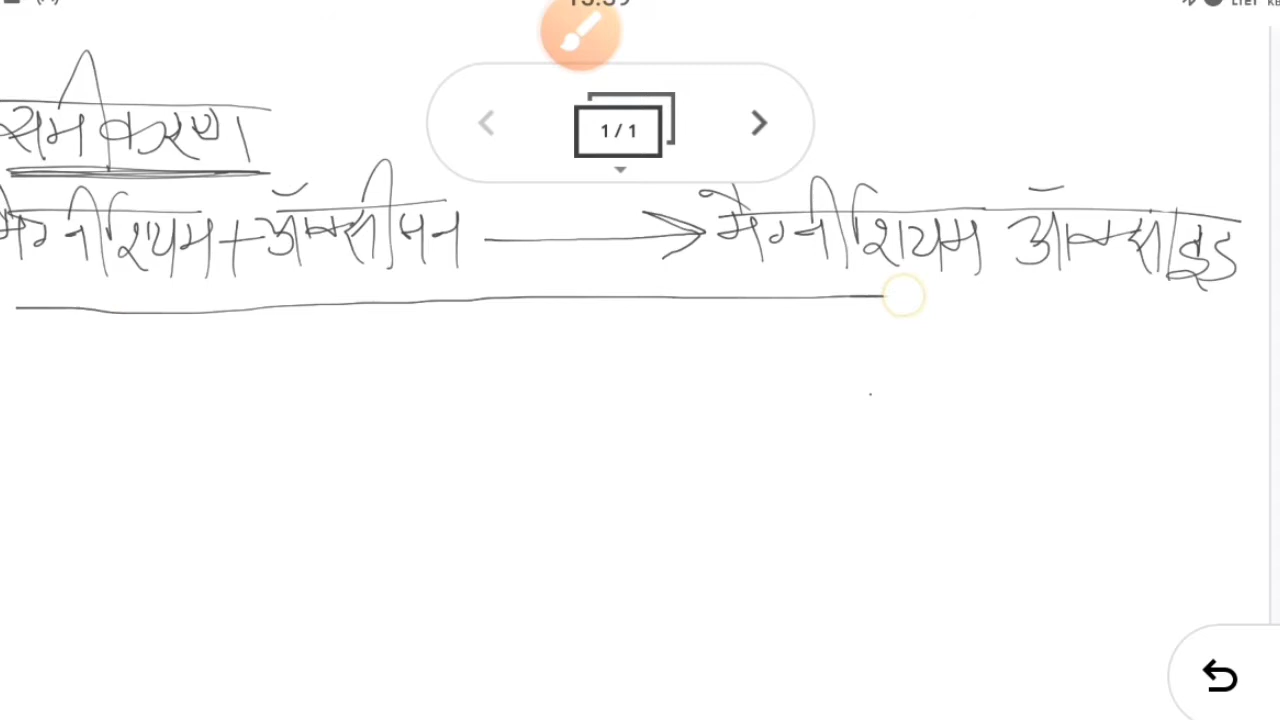 1 / 1
समीकरण।
मैग्नीशियम + ऑक्सीजन → मैग्नीशियम ऑक्साइड